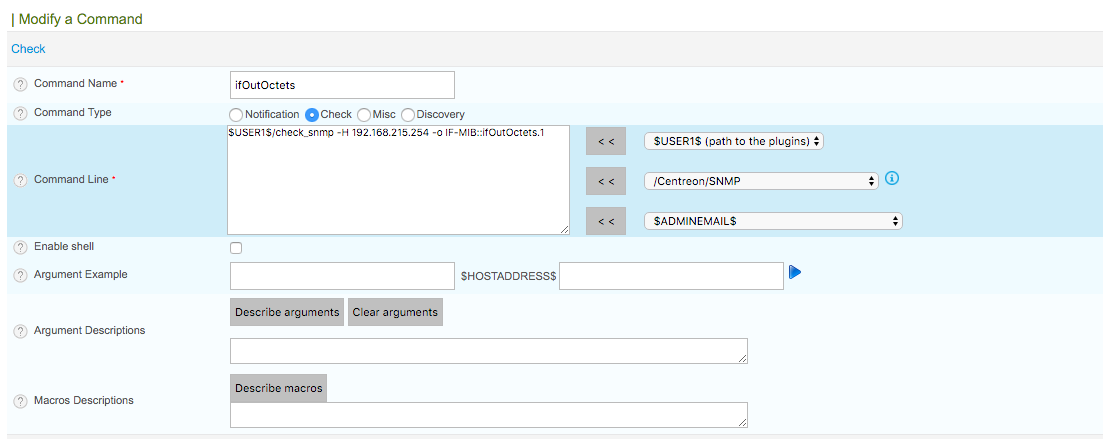 | Modify a Command
Check
? Command Name *
ifOutOctets
? Command Type
Notification Check Misc Discovery
? Command Line *
$USER1$/check_snmp -H 192.168.215.254 -o IF-MIB::ifOutOctets.1
< < $USER1$ (path to the plugins)
< < /Centreon/SNMP i
< < $ADMINEMAIL$
? Enable shell
? Argument Example $HOSTADDRESS$
Describe arguments Clear arguments
? Argument Descriptions
Describe macros
? Macros Descriptions